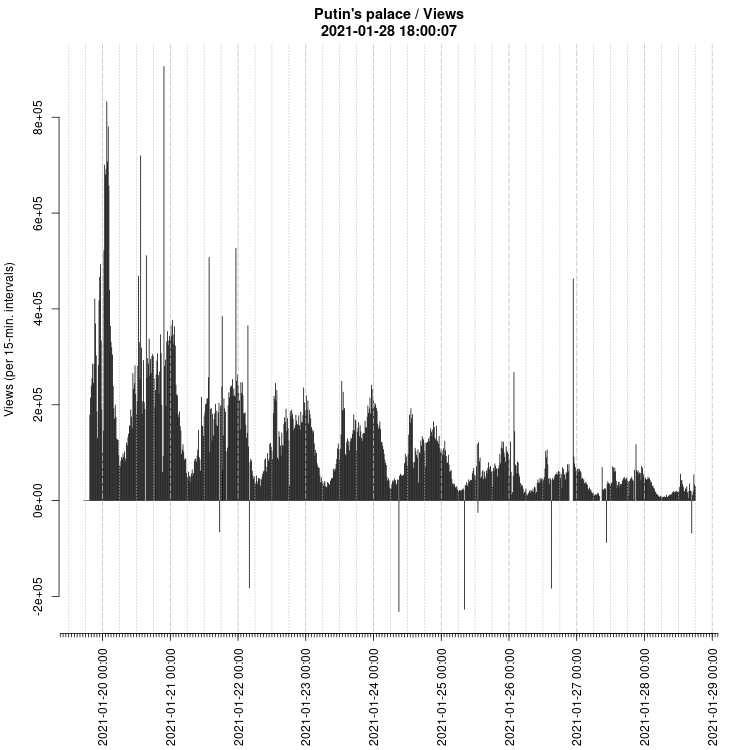 Putin's palace / Views
2021-01-28 18:00:07
Views (per 15-min. intervals)
8e+05
6e+05
4e+05
2e+05
0e+00
-2e+05
2021-01-20 00:00
2021-01-21 00:00
2021-01-22 00:00
2021-01-23 00:00
2021-01-24 00:00
2021-01-25 00:00
2021-01-26 00:00
2021-01-27 00:00
2021-01-28 00:00
2021-01-29 00:00